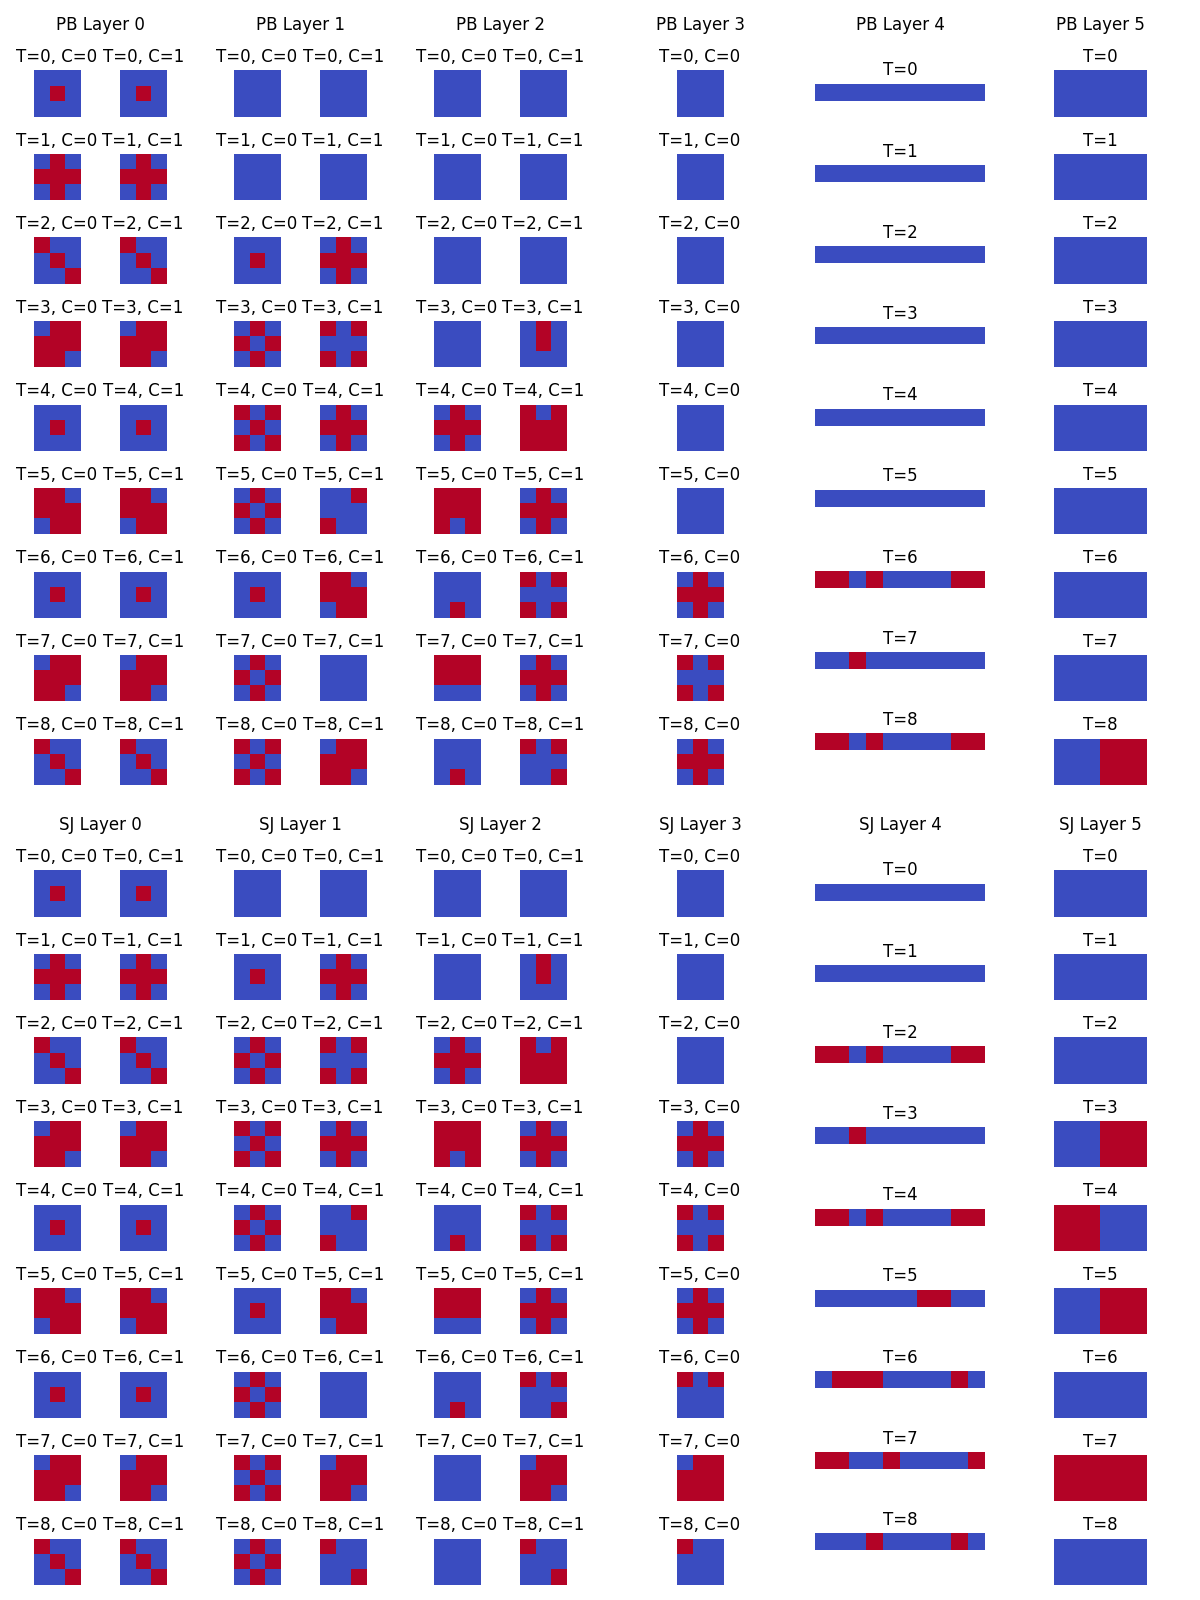 PB Layer 0 PB Layer 1 PB Layer 2 PB Layer 3 PB Layer 4 PB Layer 5
T=0, C=0 T=0, C=1 T=0, C=0 T=0, C=1 T=0, C=0 T=0, C=1 T=0, C=0 T=0 T=0
T=1, C=0 T=1, C=1 T=1, C=0 T=1, C=1 T=1, C=0 T=1, C=1 T=1, C=0 T=1 T=1
T=2, C=0 T=2, C=1 T=2, C=0 T=2, C=1 T=2, C=0 T=2, C=1 T=2, C=0 T=2 T=2
T=3, C=0 T=3, C=1 T=3, C=0 T=3, C=1 T=3, C=0 T=3, C=1 T=3, C=0 T=3 T=3
T=4, C=0 T=4, C=1 T=4, C=0 T=4, C=1 T=4, C=0 T=4, C=1 T=4, C=0 T=4 T=4
T=5, C=0 T=5, C=1 T=5, C=0 T=5, C=1 T=5, C=0 T=5, C=1 T=5, C=0 T=5 T=5
T=6, C=0 T=6, C=1 T=6, C=0 T=6, C=1 T=6, C=0 T=6, C=1 T=6, C=0 T=6 T=6
T=7, C=0 T=7, C=1 T=7, C=0 T=7, C=1 T=7, C=0 T=7, C=1 T=7, C=0 T=7 T=7
T=8, C=0 T=8, C=1 T=8, C=0 T=8, C=1 T=8, C=0 T=8, C=1 T=8, C=0 T=8 T=8
SJ Layer 0 SJ Layer 1 SJ Layer 2 SJ Layer 3 SJ Layer 4 SJ Layer 5
T=0, C=0 T=0, C=1 T=0, C=0 T=0, C=1 T=0, C=0 T=0, C=1 T=0, C=0 T=0 T=0
T=1, C=0 T=1, C=1 T=1, C=0 T=1, C=1 T=1, C=0 T=1, C=1 T=1, C=0 T=1 T=1
T=2, C=0 T=2, C=1 T=2, C=0 T=2, C=1 T=2, C=0 T=2, C=1 T=2, C=0 T=2 T=2
T=3, C=0 T=3, C=1 T=3, C=0 T=3, C=1 T=3, C=0 T=3, C=1 T=3, C=0 T=3 T=3
T=4, C=0 T=4, C=1 T=4, C=0 T=4, C=1 T=4, C=0 T=4, C=1 T=4, C=0 T=4 T=4
T=5, C=0 T=5, C=1 T=5, C=0 T=5, C=1 T=5, C=0 T=5, C=1 T=5, C=0 T=5 T=5
T=6, C=0 T=6, C=1 T=6, C=0 T=6, C=1 T=6, C=0 T=6, C=1 T=6, C=0 T=6 T=6
T=7, C=0 T=7, C=1 T=7, C=0 T=7, C=1 T=7, C=0 T=7, C=1 T=7, C=0 T=7 T=7
T=8, C=0 T=8, C=1 T=8, C=0 T=8, C=1 T=8, C=0 T=8, C=1 T=8, C=0 T=8 T=8